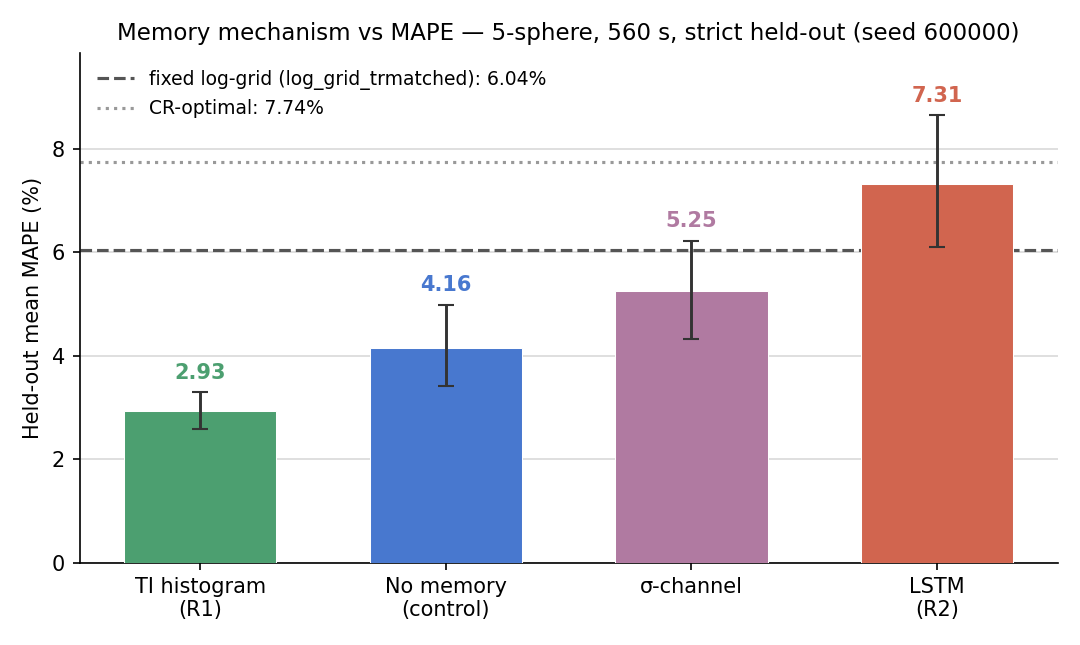 Memory mechanism vs MAPE — 5-sphere, 560 s, strict held-out (seed 600000)
fixed log-grid (log_grid_trmatched): 6.04%
CR-optimal: 7.74%
Held-out mean MAPE (%)
8
6
4
2
0
2.93
4.16
5.25
7.31
TI histogram
(R1)
No memory
(control)
σ-channel
LSTM
(R2)